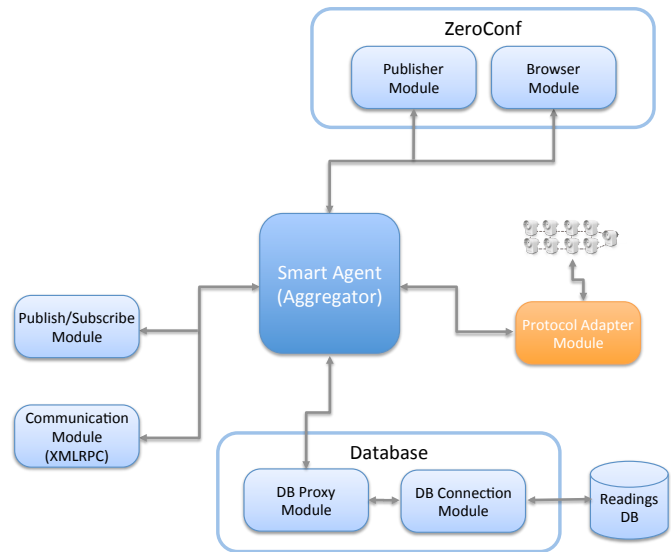 ZeroConf
Publisher
Module
Browser
Module
Smart Agent
(Aggregator)
Publish/Subscribe
Module
Protocol Adapter
Module
Communication
Module
(XMLRPC)
Database
DB Proxy
Module
DB Connection
Module
Readings
DB